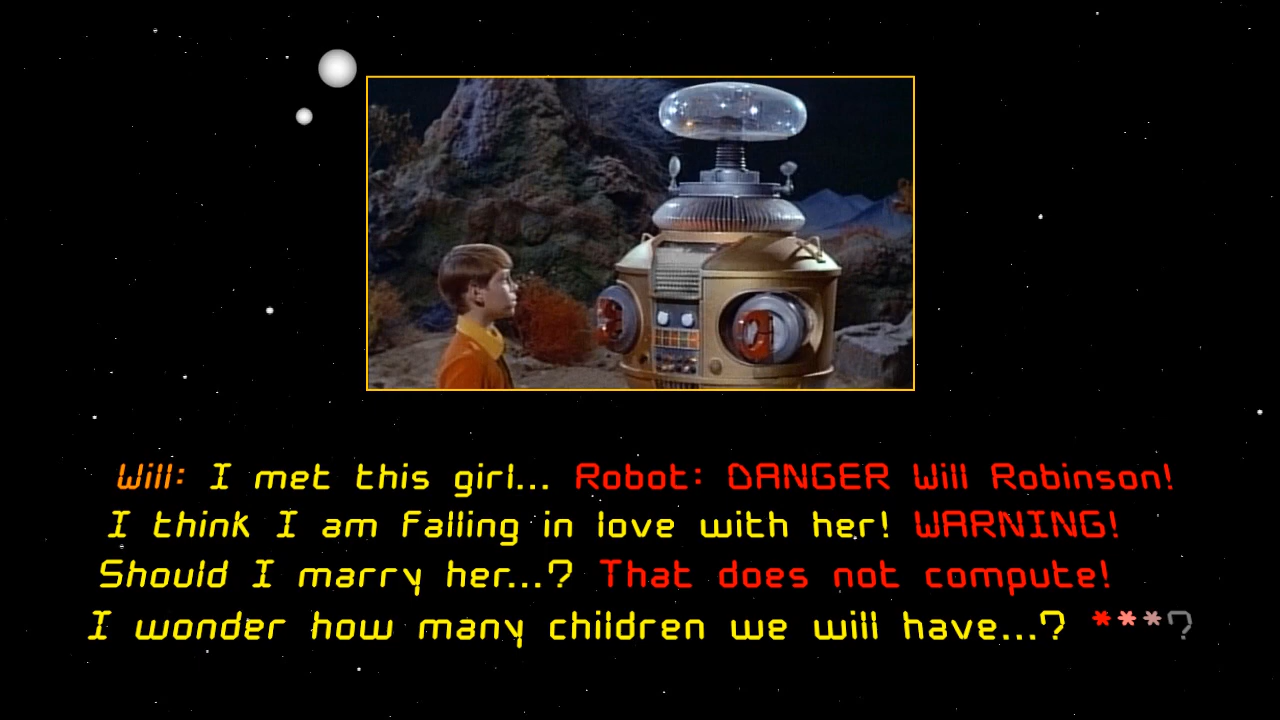 Will: I met this girl... Robot: DANGER Will Robinson!
I think I am falling in love with her! WARNING!
Should I marry her...? That does not compute!
I wonder how many children we will have...? ***?